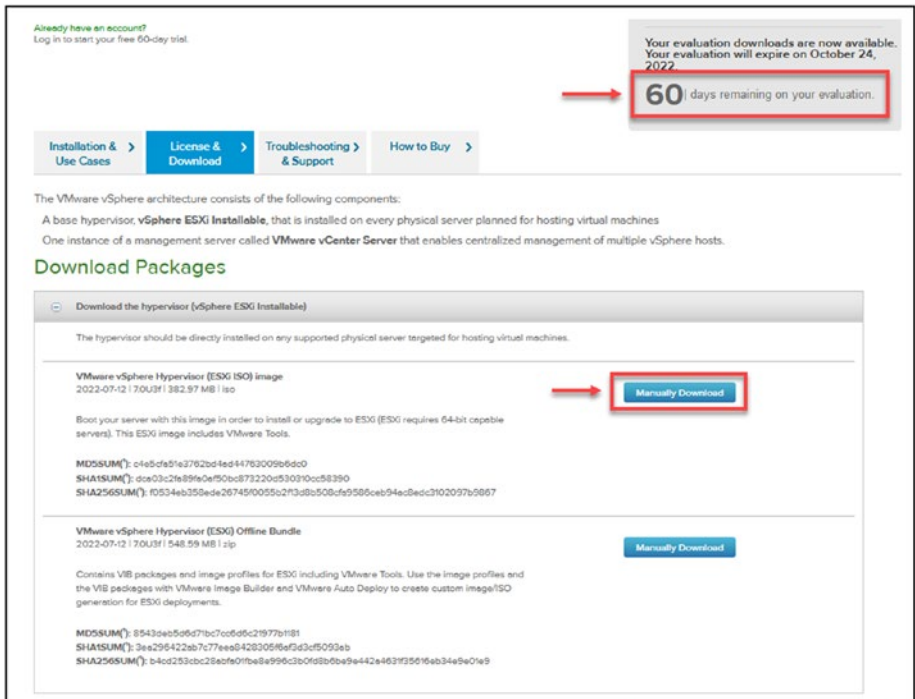 Already have an account?
Log in to start your free 60-day trial.
Your evaluation downloads are now available.
Your evaluation will expire on October 24,
2022.
60 days remaining on your evaluation.
Installation & Use Cases
License & Download
Troubleshooting & Support
How to Buy
The VMware vSphere architecture consists of the following components:
A base hypervisor, vSphere ESXi Installable, that is installed on every physical server planned for hosting virtual machines
One instance of a management server called VMware vCenter Server that enables centralized management of multiple vSphere hosts.
Download Packages
Download the hypervisor (vSphere ESXi Installable)
The hypervisor should be directly installed on any supported physical server targeted for hosting virtual machines.
VMware vSphere Hypervisor (ESXi ISO) image
2022-07-12 | 7.0U3f | 382.97 MB | iso
Manually Download
Boot your server with this image in order to install or upgrade to ESXi (ESXi requires 64-bit capable
servers). This ESXi image includes VMware Tools.
MD5SUM(*):
SHA1SUM(*):
SHA256SUM(*):
VMware vSphere Hypervisor (ESXi) Offline Bundle
2022-07-12 | 7.0U3f | 548.59 MB | zip
Manually Download
Contains VIB packages and image profiles for ESXi including VMware Tools. Use the image profiles and
the VIB packages with VMware Image Builder and VMware Auto Deploy to create custom image/ISO
generation for ESXi deployments.
MD5SUM(*):
SHA1SUM(*):
SHA256SUM(*):